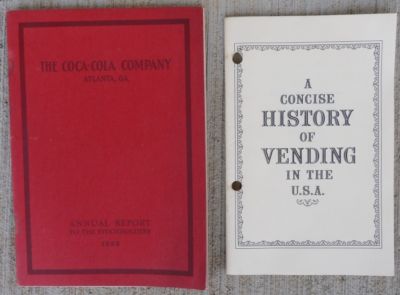 THE COCA-COLA COMPANY
ATLANTA, GA.
ANNUAL REPORT
TO THE STOCKHOLDERS
A
CONCISE
HISTORY
OF
VENDING
IN THE
U.S.A.